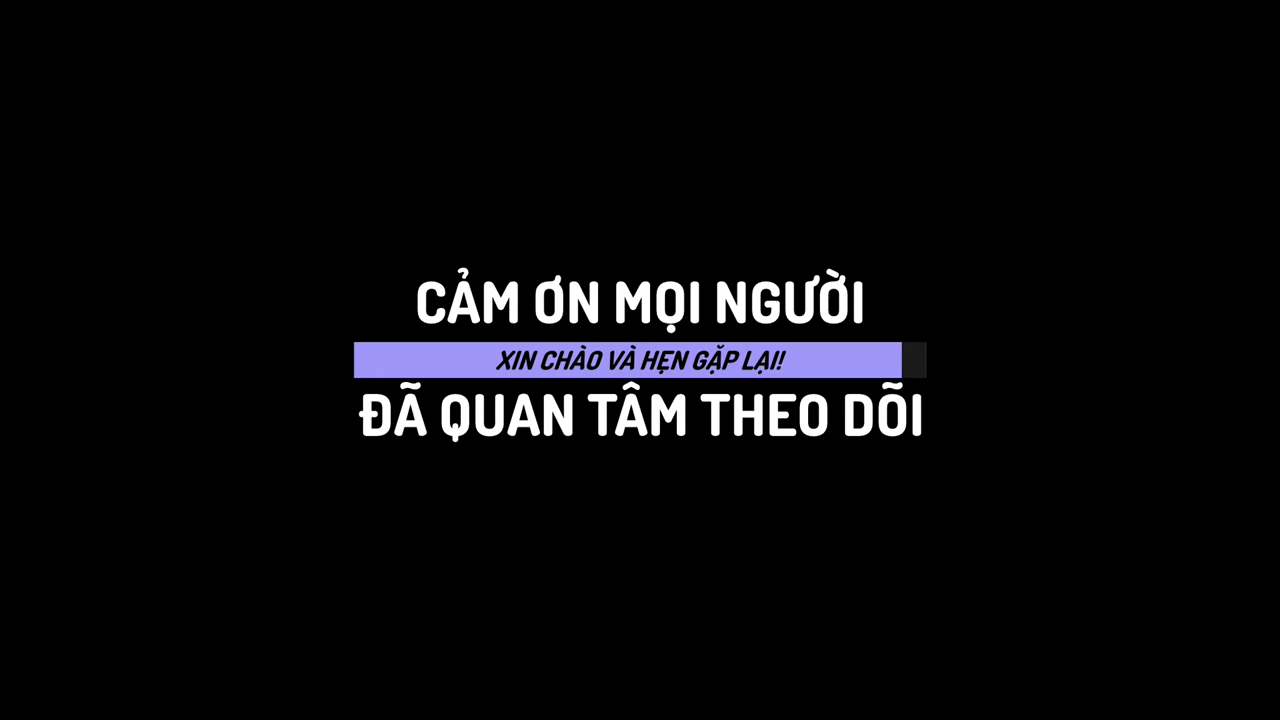 CẢM ƠN MỌI NGƯỜI
XIN CHÀO VÀ HẸN GẶP LẠI!
ĐÃ QUAN TÂM THEO DÕI